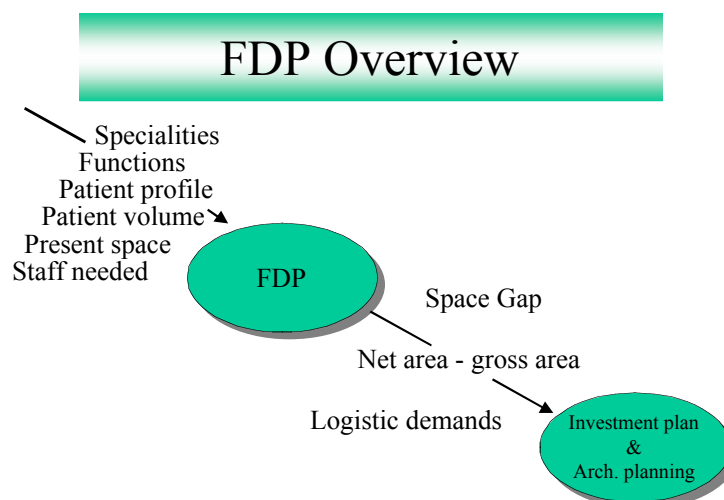 FDP Overview
Specialities
Functions
Patient profile
Patient volume
Present space
Staff needed
FDP
Space Gap
Net area - gross area
Logistic demands
Investment plan
&
Arch. planning